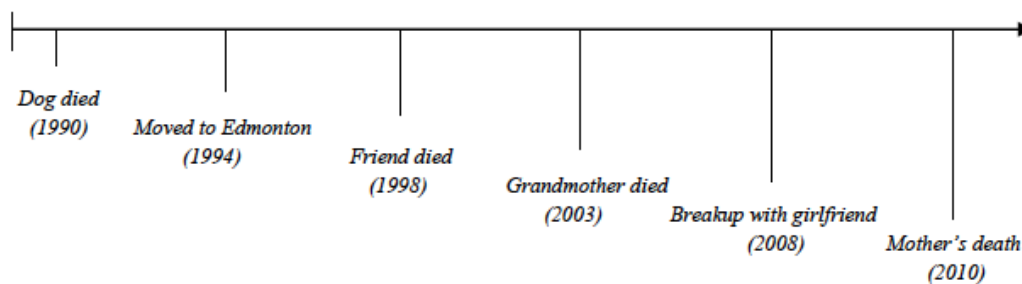 Dog died
(1990)
Moved to Edmonton
(1994)
Friend died
(1998)
Grandmother died
(2003)
Breakup with girlfriend
(2008)
Mother's death
(2010)